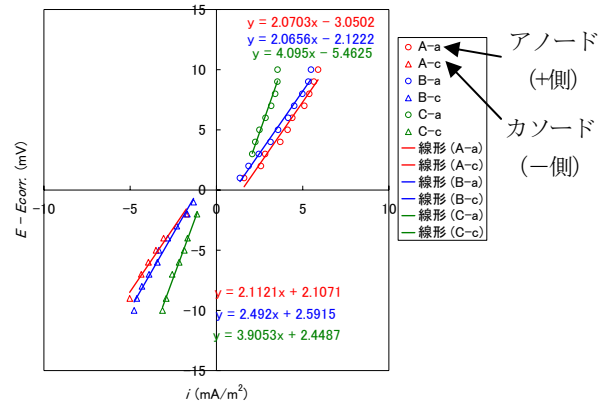 y = 2.0703x - 3.0502
y = 2.0656x - 2.1222
y = 4.095x - 5.4625
15
10
5
0
-5
-10
-15
-10
-5
0
5
10
E - Ecorr. (mV)
i (mA/m²)
y = 2.1121x + 2.1071
y = 2.492x + 2.5915
y = 3.9053x + 2.4487
A-a
A-c
B-a
B-c
C-a
C-c
線形 (A-a)
線形 (A-c)
線形 (B-a)
線形 (B-c)
線形 (C-a)
線形 (C-c)
アノード
(+側)
カソード
(－側)